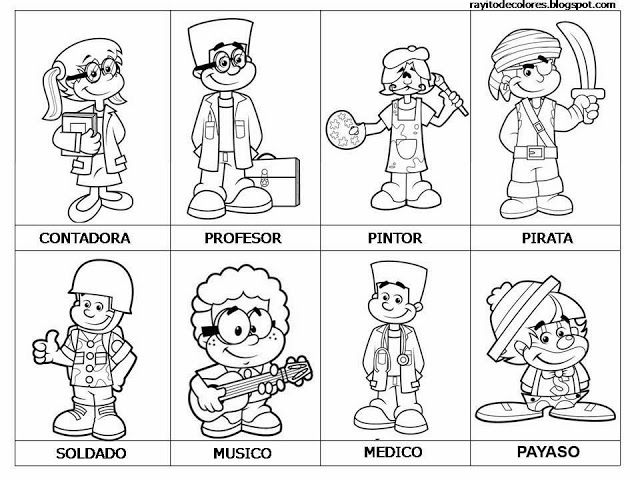 rayitodecolores.blogspot.com
CONTADORA
PROFESOR
PINTOR
PIRATA
SOLDADO
MUSICO
MEDICO
PAYASO